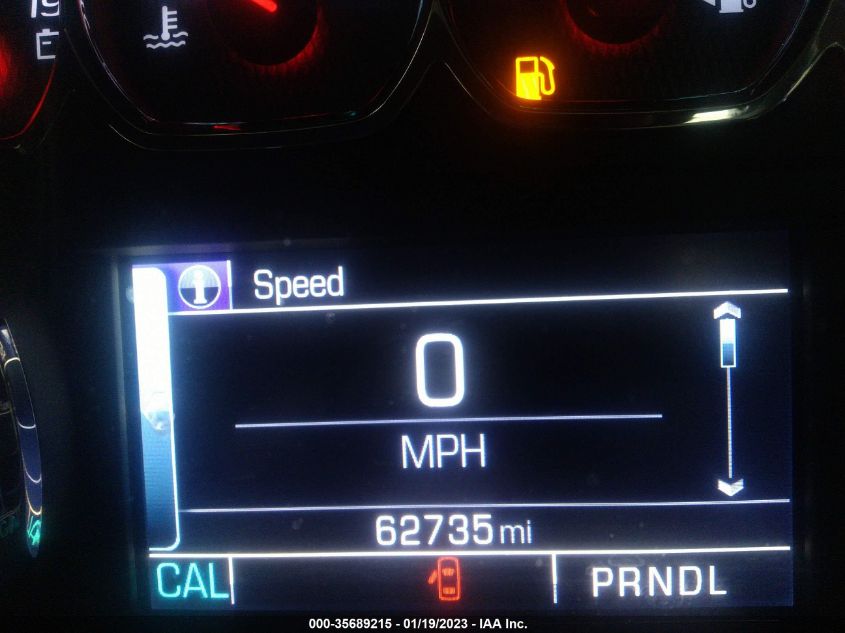 Speed
0
MPH
62735 mi
CAL PRNDL
000-35689215 - 01/19/2023 - IAA Inc.